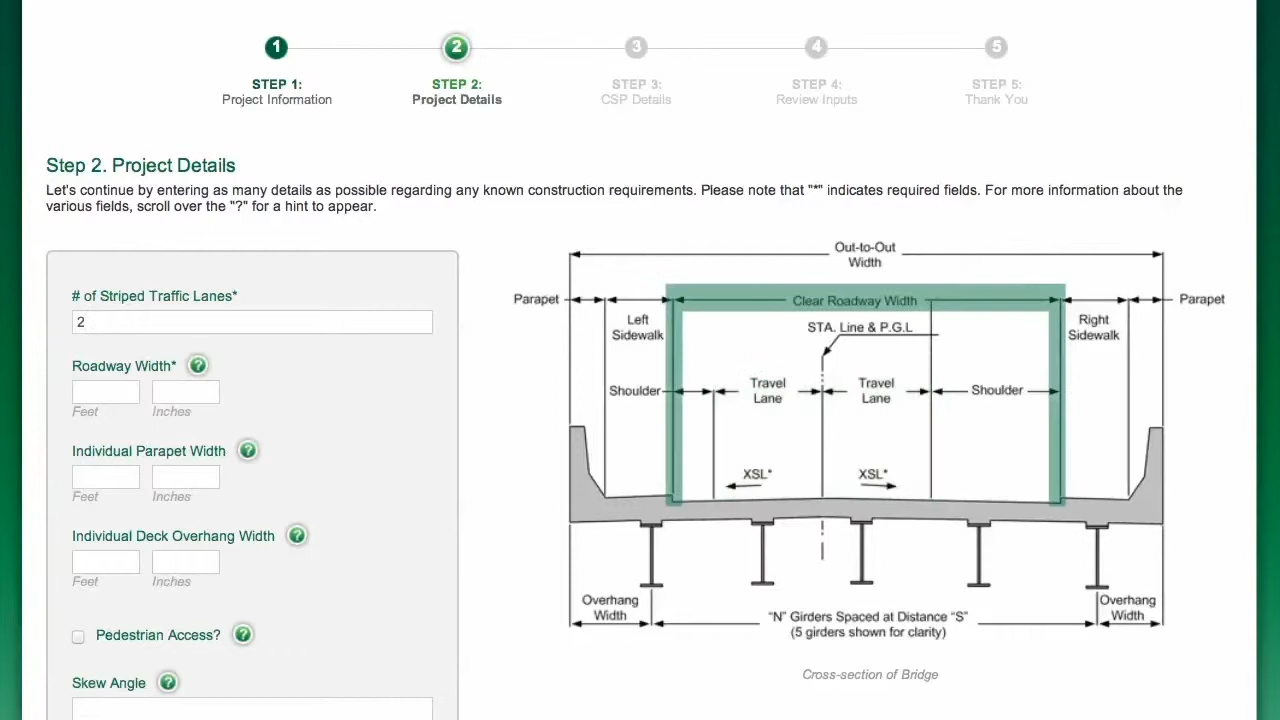 1
2
3
4
5
STEP 1:
Project Information
STEP 2:
Project Details
STEP 3:
CSP Details
STEP 4:
Review Inputs
STEP 5:
Thank You
Step 2. Project Details
Let's continue by entering as many details as possible regarding any known construction requirements. Please note that "*" indicates required fields. For more information about the
various fields, scroll over the "?" for a hint to appear.
# of Striped Traffic Lanes*
2
Roadway Width* ?
Feet Inches
Individual Parapet Width ?
Feet Inches
Individual Deck Overhang Width ?
Feet Inches
Pedestrian Access? ?
Skew Angle ?
Out-to-Out
Width
Parapet
Clear Roadway Width
Parapet
Left
Sidewalk
STA. Line & P.G.L
Right
Sidewalk
Shoulder
Travel
Lane
Travel
Lane
Shoulder
XSL*
XSL*
Overhang
Width
"N" Girders Spaced at Distance "S"
(5 girders shown for clarity)
Overhang
Width
Cross-section of Bridge